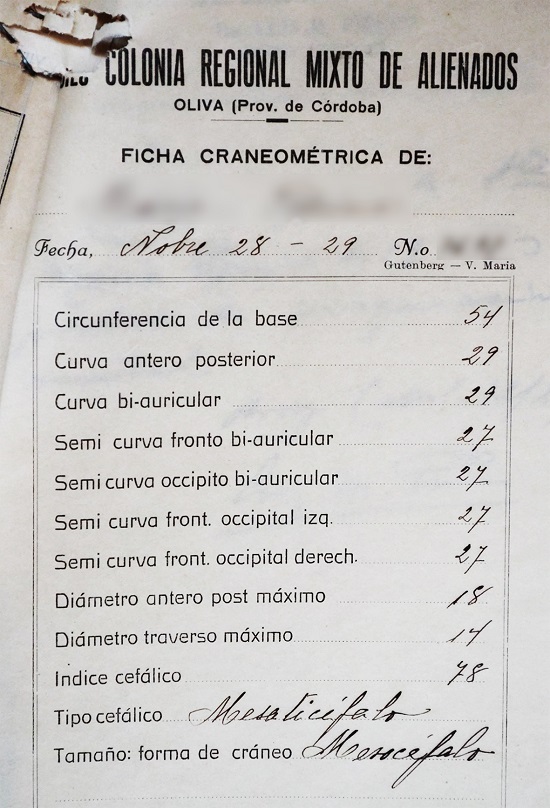 COLONIA REGIONAL MIXTO DE ALIENADOS
OLIVA (Prov. de Córdoba)
FICHA CRANEOMÉTRICA DE:
Fecha, Nobre 28 - 29 N.o
Gutenberg — V. Maria
Circunferencia de la base 54
Curva antero posterior 29
Curva bi-auricular 29
Semi curva fronto bi-auricular 27
Semi curva occipito bi-auricular 27
Semi curva front. occipital izq. 27
Semi curva front. occipital derech. 27
Diámetro antero post máximo 18
Diámetro traverso máximo 14
Índice cefálico 78
Tipo cefálico Mesaticéfalo
Tamaño: forma de cráneo Mesocéfalo